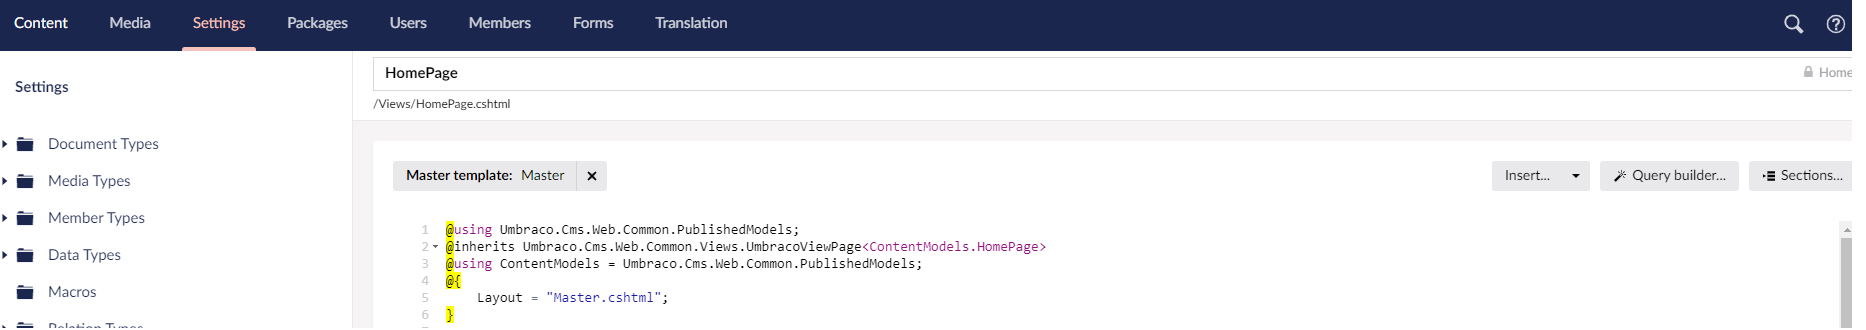 Content Media Settings Packages Users Members Forms Translation
Settings
Document Types
Media Types
Member Types
Data Types
Macros
Relation Types
HomePage
Home
/Views/HomePage.cshtml
Master template: Master
Insert... Query builder... Sections...
1 @using Umbraco.Cms.Web.Common.PublishedModels;
2 @inherits Umbraco.Cms.Web.Common.Views.UmbracoViewPage<ContentModels.HomePage>
3 @using ContentModels = Umbraco.Cms.Web.Common.PublishedModels;
4 @{
5 Layout = "Master.cshtml";
6 }